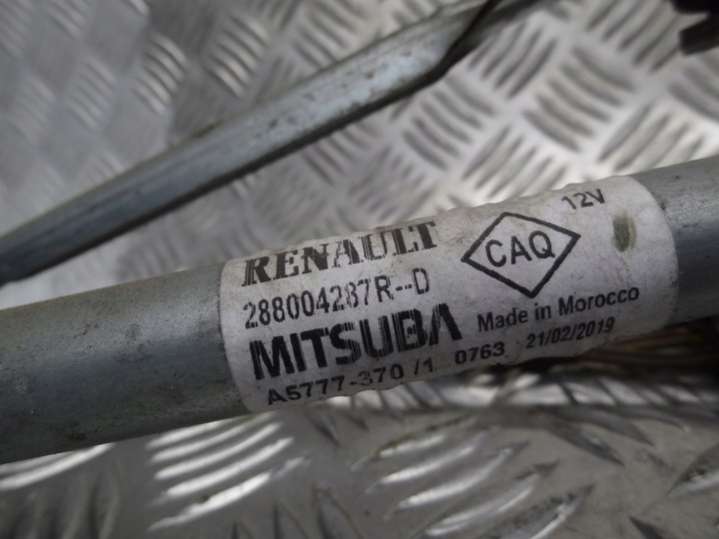 RENAULT
CAQ
12V
288004287R--D
MITSUBA Made in Morocco
A5777-370 /1 0763 21/02/2019